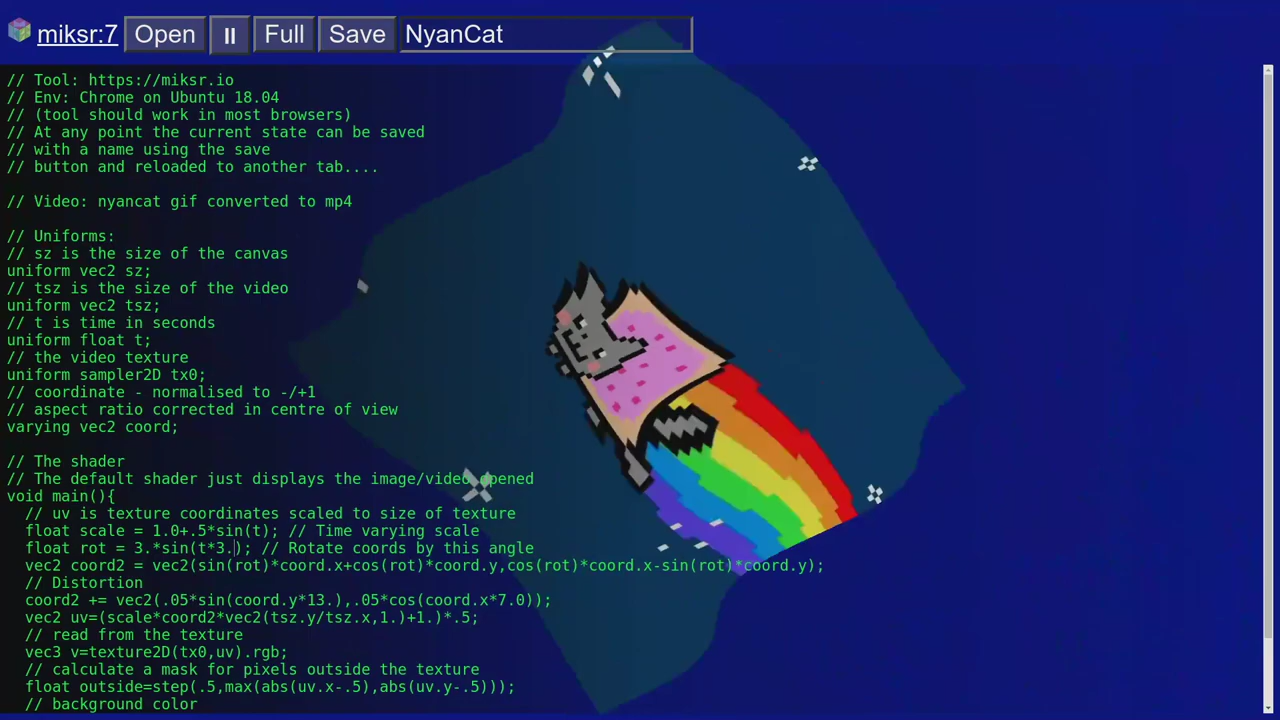 miksr:7 Open Full Save NyanCat
// Tool: https://miksr.io
// Env: Chrome on Ubuntu 18.04
// (tool should work in most browsers)
// At any point the current state can be saved
// with a name using the save
// button and reloaded to another tab....
// Video: nyancat gif converted to mp4
// Uniforms:
// sz is the size of the canvas
uniform vec2 sz;
// tsz is the size of the video
uniform vec2 tsz;
// t is time in seconds
uniform float t;
// the video texture
uniform sampler2D tx0;
// coordinate - normalised to -/+1
// aspect ratio corrected in centre of view
varying vec2 coord;
// The shader
// The default shader just displays the image/video opened
void main(){
// uv is texture coordinates scaled to size of texture
float scale = 1.0+.5*sin(t); // Time varying scale
float rot = 3.*sin(t*3.); // Rotate coords by this angle
vec2 coord2 = vec2(sin(rot)*coord.x+cos(rot)*coord.y,cos(rot)*coord.x-sin(rot)*coord.y);
// Distortion
coord2 += vec2(.05*sin(coord.y*13.),.05*cos(coord.x*7.0));
vec2 uv=(scale*coord2*vec2(tsz.y/tsz.x,1.)+1.)*.5;
// read from the texture
vec3 v=texture2D(tx0,uv).rgb;
// calculate a mask for pixels outside the texture
float outside=step(.5,max(abs(uv.x-.5),abs(uv.y-.5)));
// background color